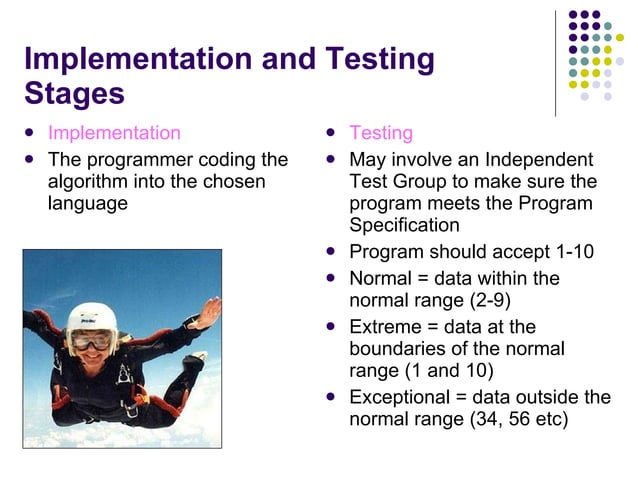 Implementation and Testing
Stages
● Implementation
● The programmer coding the
algorithm into the chosen
language
● Testing
● May involve an Independent
Test Group to make sure the
program meets the Program
Specification
● Program should accept 1-10
● Normal = data within the
normal range (2-9)
● Extreme = data at the
boundaries of the normal
range (1 and 10)
● Exceptional = data outside the
normal range (34, 56 etc)